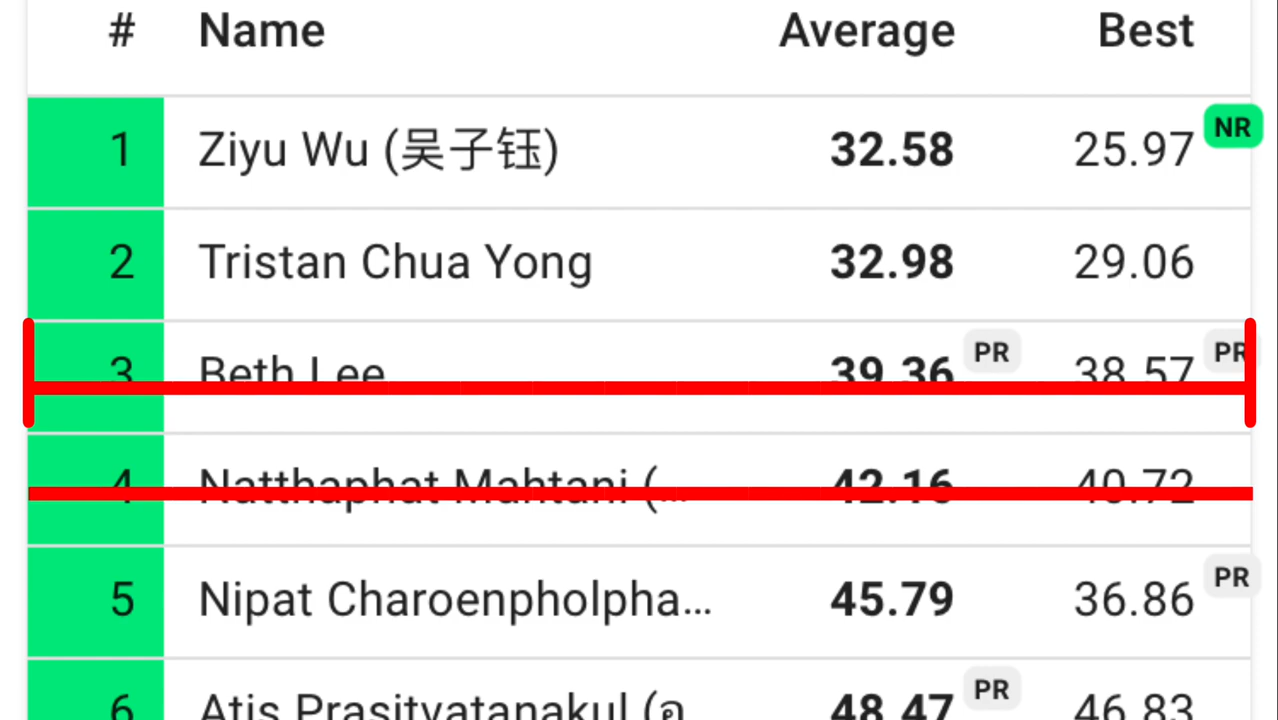 # Name Average Best
1 Ziyu Wu (吴子钰) 32.58 25.97 NR
2 Tristan Chua Yong 32.98 29.06
3 Beth Lee 39.36 PR 38.57 PR
4 Natthaphat Mahtani (... 42.16 40.72
5 Nipat Charoenpholpha... 45.79 36.86 PR
6 Atis Prasityatanakul (อ 48.47 PR 46.83